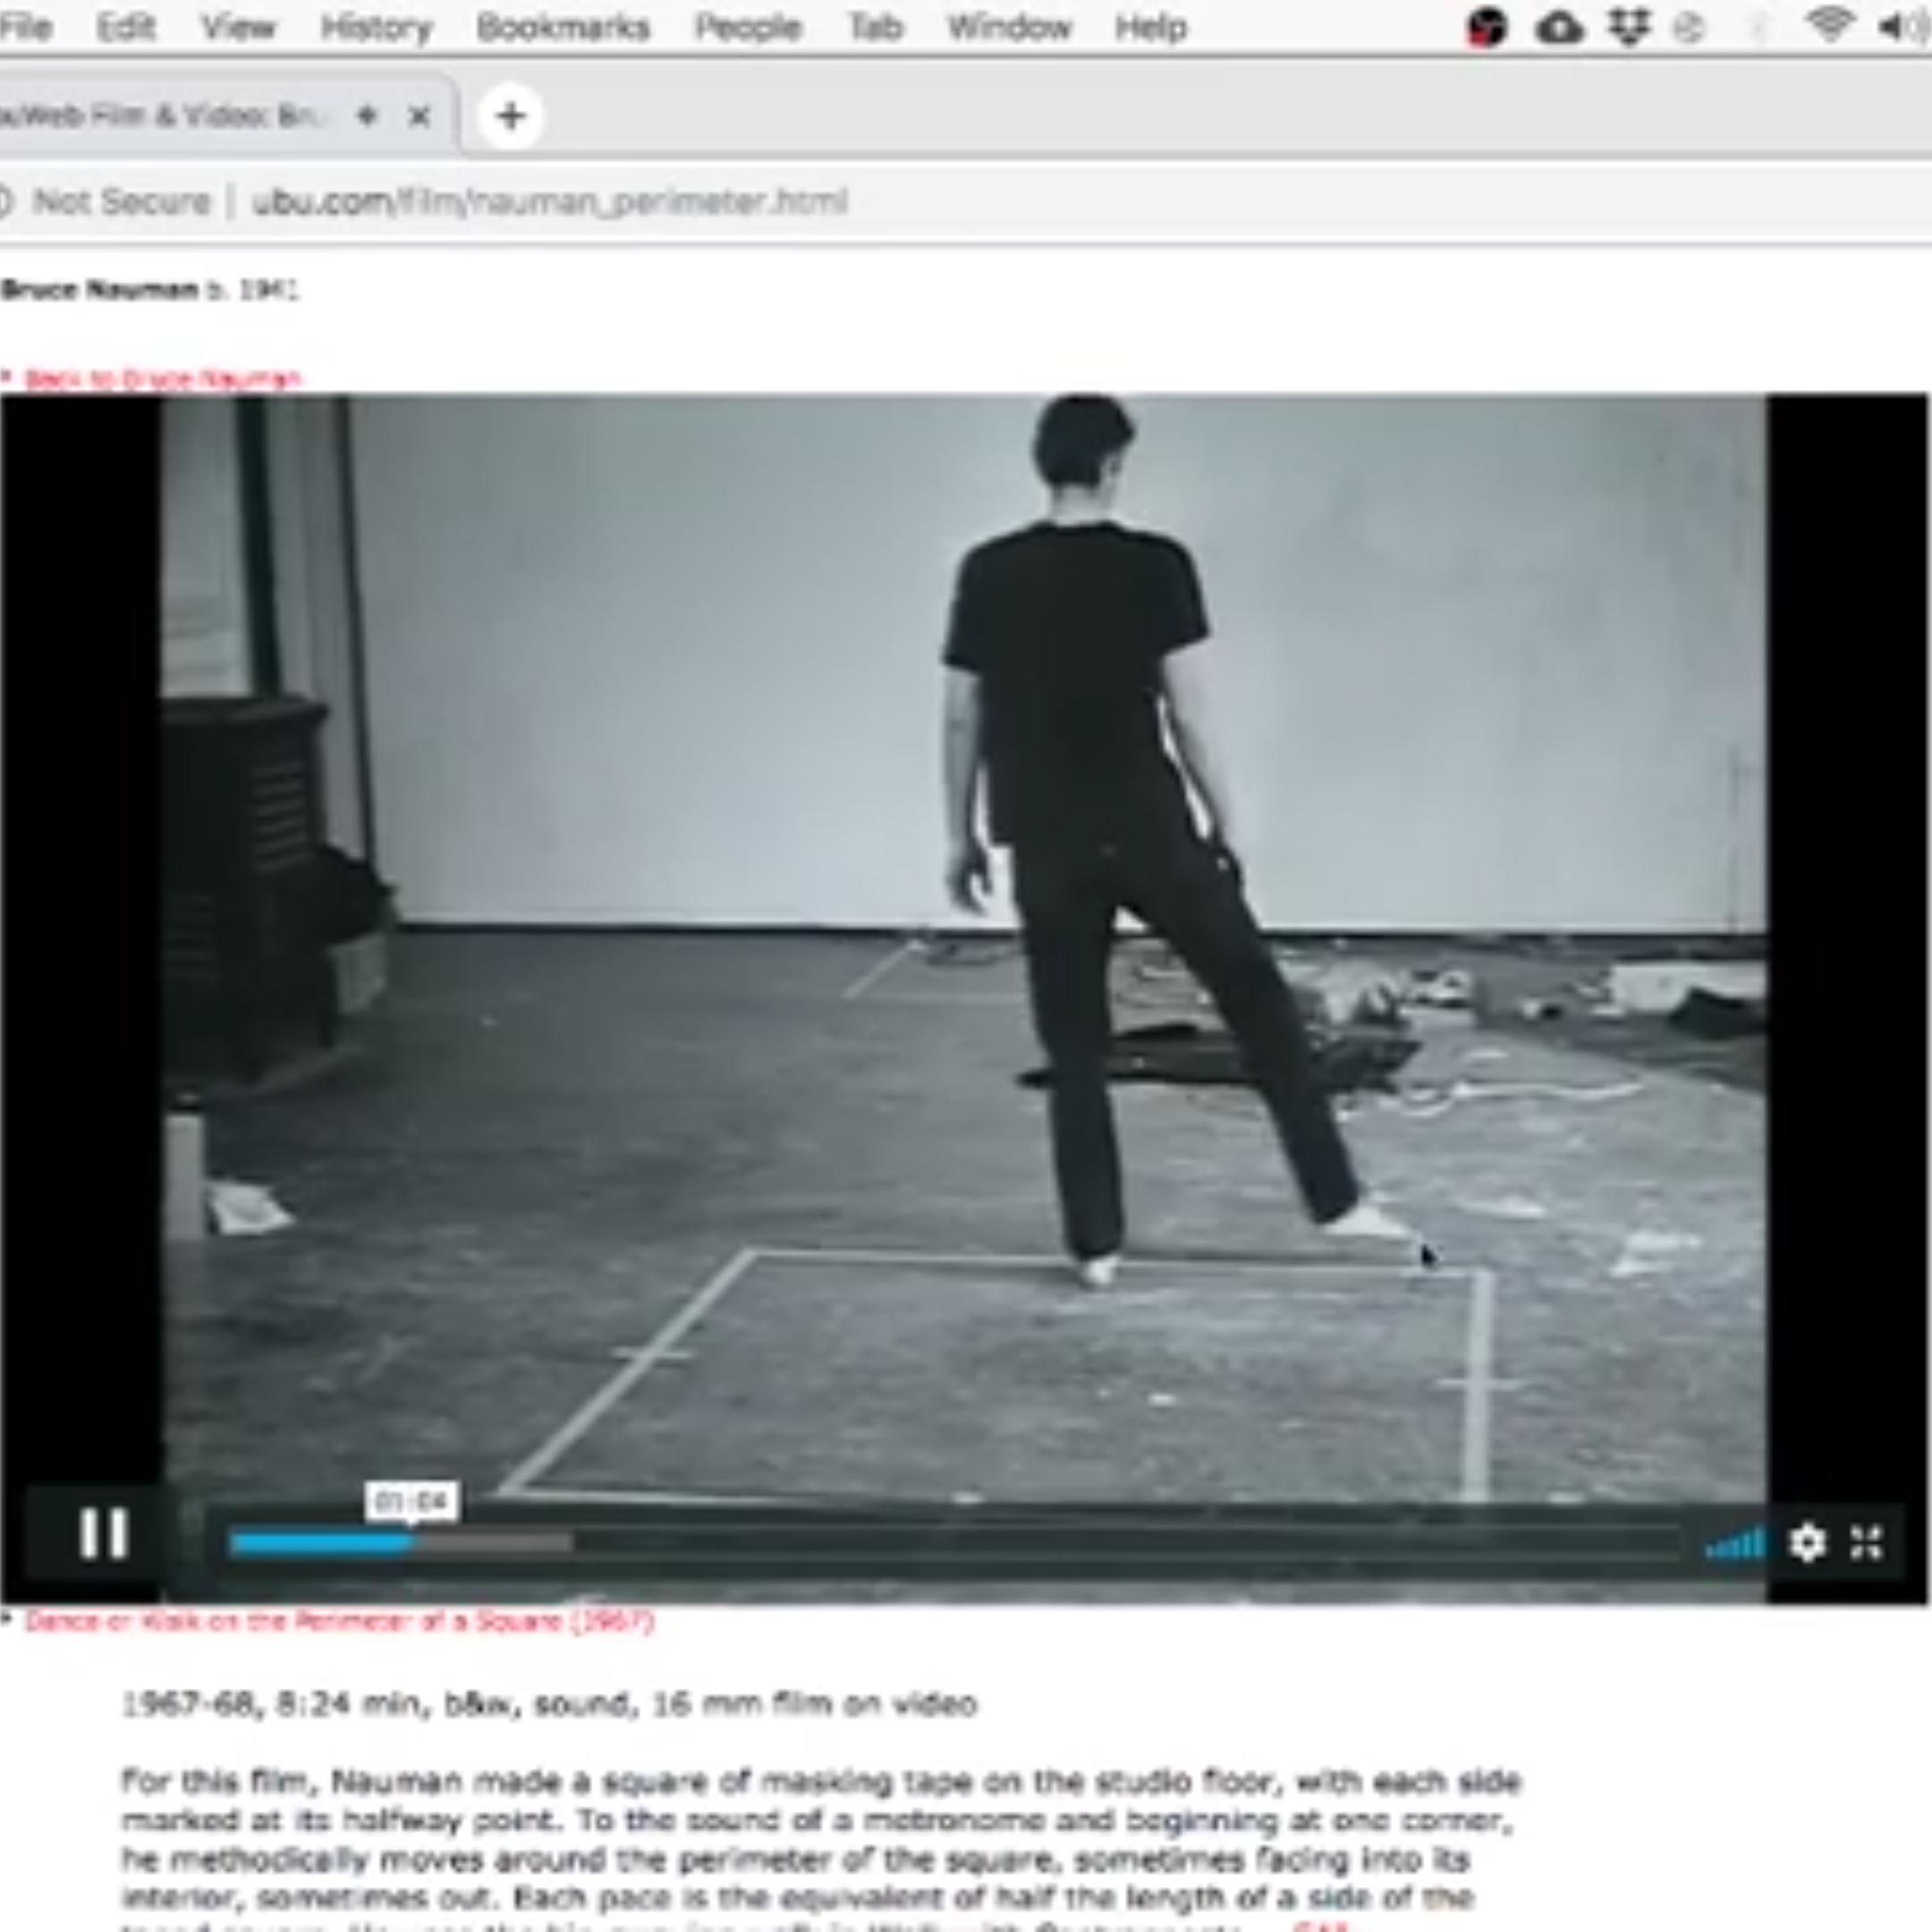 File Edit View History Bookmarks People Tab Window Help
uWeb Film & Video: Bru
Not Secure | ubu.com/film/nauman_perimeter.html
Bruce Nauman b. 1941
Back to Bruce Nauman
01:04
Dance or Walk on the Perimeter of a Square (1967)
1967-68, 8:24 min, b&w, sound, 16 mm film on video
For this film, Nauman made a square of masking tape on the studio floor, with each side
marked at its halfway point. To the sound of a metronome and beginning at one corner,
he methodically moves around the perimeter of the square, sometimes facing into its
interior, sometimes out. Each pace is the equivalent of half the length of a side of the